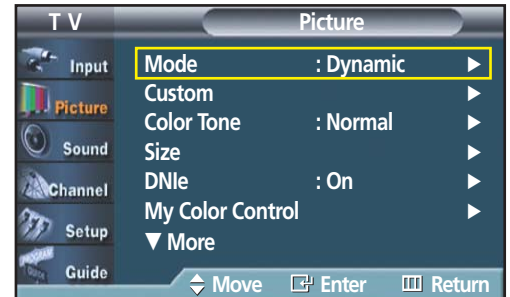 T V
Picture
Input
Picture
Sound
Channel
Setup
Guide
Mode : Dynamic ►
Custom ►
Color Tone : Normal ►
Size ►
DNIe : On ►
My Color Control ►
▼ More
Move Enter Return